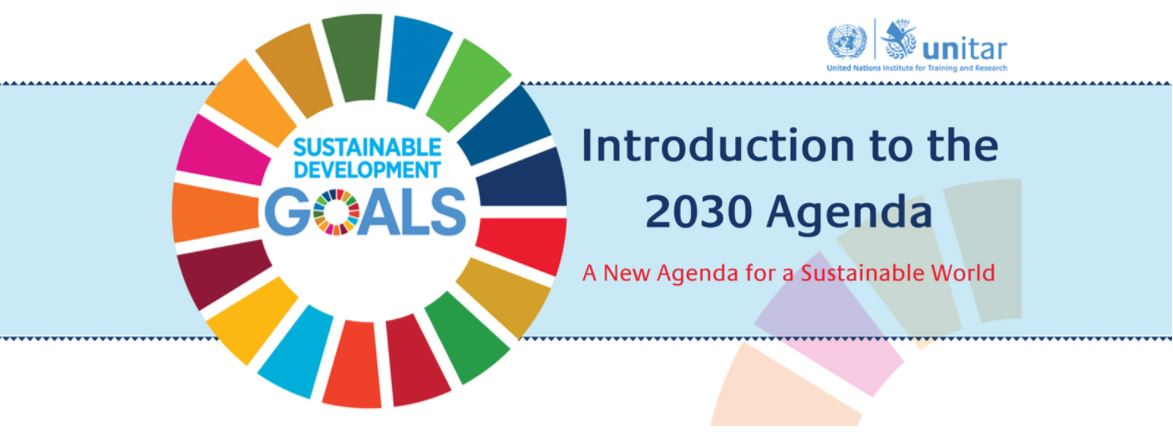 unitar
United Nations Institute for Training and Research
SUSTAINABLE
DEVELOPMENT
GOALS
Introduction to the
2030 Agenda
A New Agenda for a Sustainable World